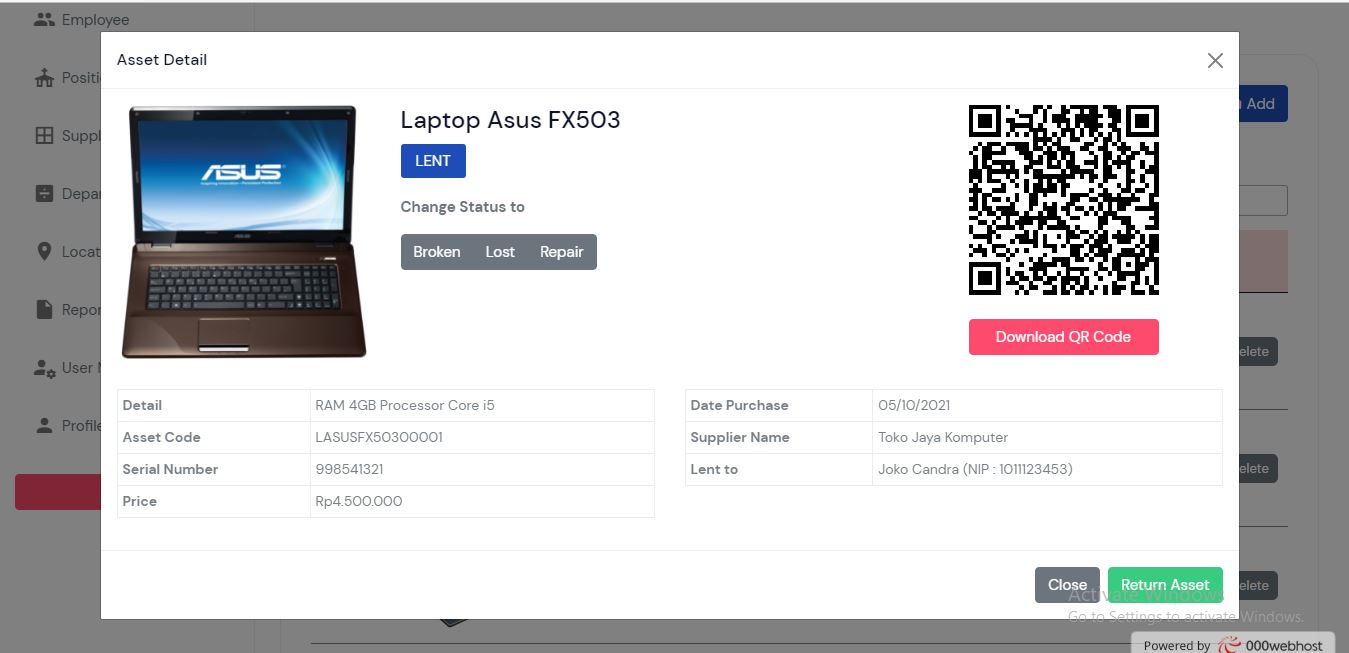 Employee
Asset Detail
Positi
Add
Laptop Asus FX503
ASUS
LENT
Suppl
Change Status to
Depar
Broken Lost Repair
Locat
Repor
Download QR Code
elete
User M
Detail RAM 4GB Processor Core i5
Date Purchase 05/10/2021
Profile
Asset Code LASUSFX50300001
Supplier Name Toko Jaya Komputer
Serial Number 998541321
Lent to Joko Candra (NIP : 1011123453)
elete
Price Rp4.500.000
Close Return Asset
elete
Activate Windows
Go to Settings to activate Windows.
Powered by 000webhost